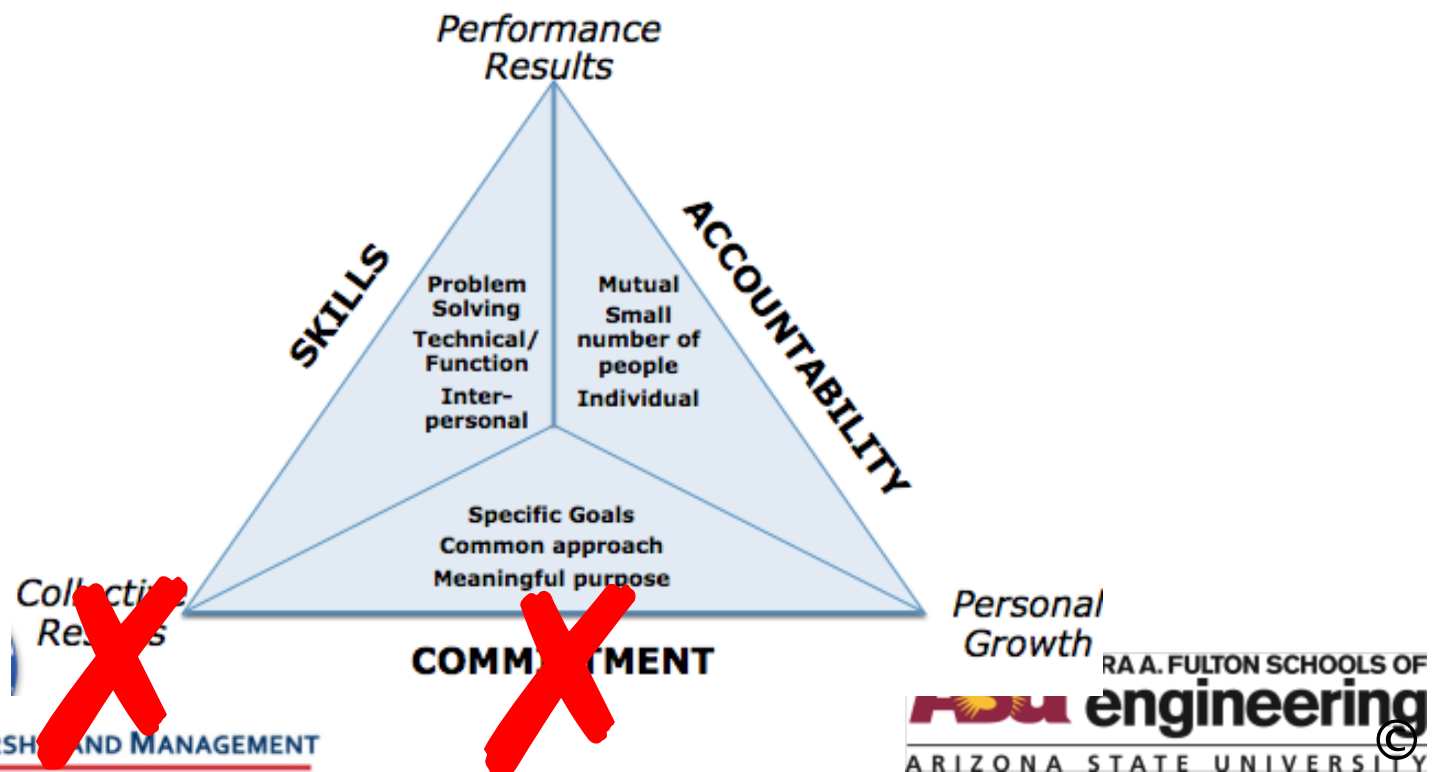 Performance
Results
SKILLS
ACCOUNTABILITY
Problem
Solving
Technical/
Function
Inter-
personal
Mutual
Small
number of
people
Individual
Specific Goals
Common approach
Meaningful purpose
Personal
Growth
AND MANAGEMENT
A. FULTON SCHOOLS OF
engineering
©
ARIZONA STATE UNIVERSITY